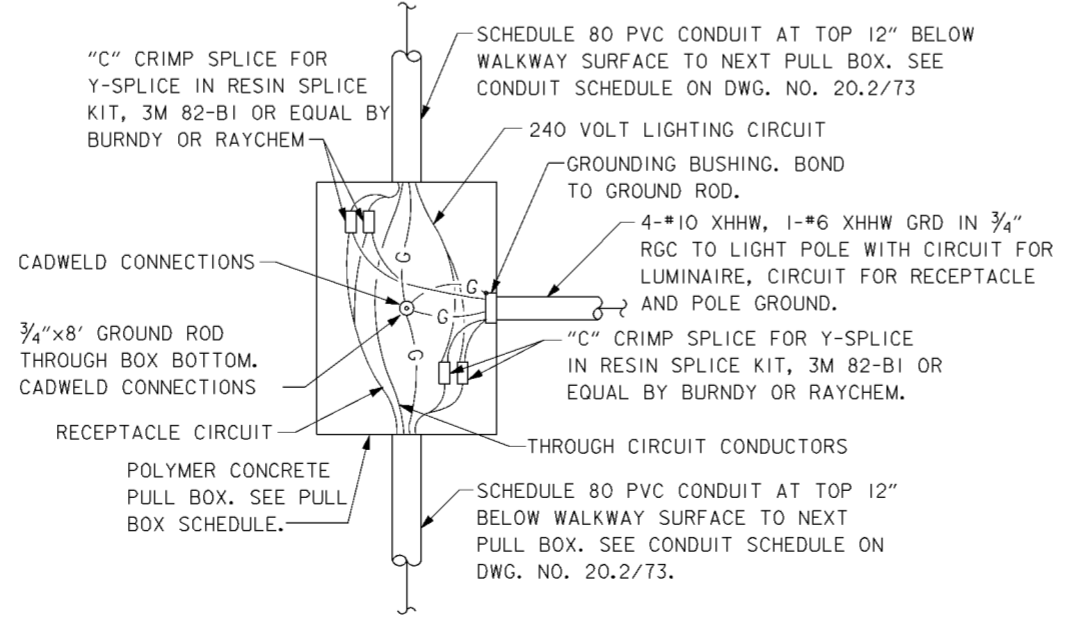 "C" CRIMP SPLICE FOR
Y-SPLICE IN RESIN SPLICE
KIT, 3M 82-B1 OR EQUAL BY
BURNDY OR RAYCHEM
SCHEDULE 80 PVC CONDUIT AT TOP 12" BELOW
WALKWAY SURFACE TO NEXT PULL BOX. SEE
CONDUIT SCHEDULE ON DWG. NO. 20.2/73
240 VOLT LIGHTING CIRCUIT
GROUNDING BUSHING. BOND
TO GROUND ROD.
4-#10 XHHW, 1-#6 XHHW GRD IN 3/4"
RGC TO LIGHT POLE WITH CIRCUIT FOR
LUMINAIRE, CIRCUIT FOR RECEPTACLE
AND POLE GROUND.
CADWELD CONNECTIONS
G
G
G
G
3/4"x8' GROUND ROD
THROUGH BOX BOTTOM.
CADWELD CONNECTIONS
"C" CRIMP SPLICE FOR Y-SPLICE
IN RESIN SPLICE KIT, 3M 82-B1 OR
EQUAL BY BURNDY OR RAYCHEM.
RECEPTACLE CIRCUIT
THROUGH CIRCUIT CONDUCTORS
POLYMER CONCRETE
PULL BOX. SEE PULL
BOX SCHEDULE.
SCHEDULE 80 PVC CONDUIT AT TOP 12"
BELOW WALKWAY SURFACE TO NEXT
PULL BOX. SEE CONDUIT SCHEDULE ON
DWG. NO. 20.2/73.